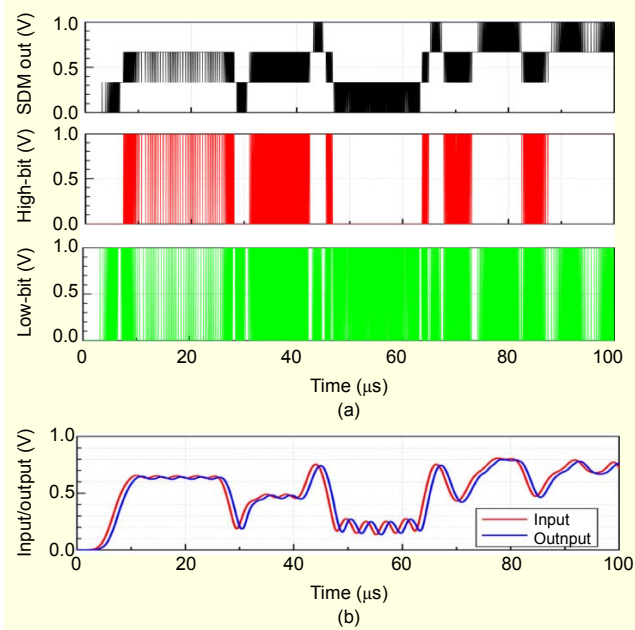 SDM out (V)
1.0
0.5
0.0
High-bit (V)
1.0
0.5
0.0
Low-bit (V)
1.0
0.5
0.0
0 20 40 60 80 100
Time (μs)
(a)
Input/output (V)
1.0
0.5
0.0
Input
Outnput
0 20 40 60 80 100
Time (μs)
(b)